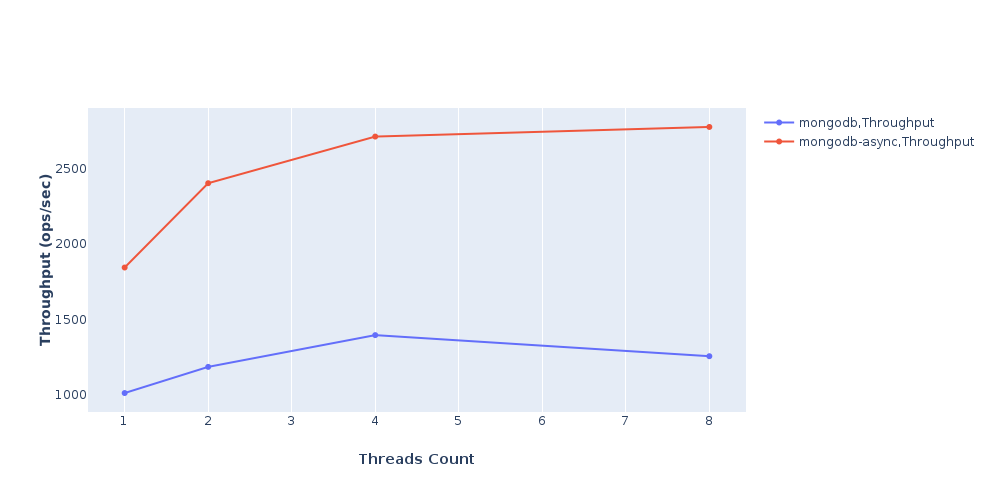 mongodb,Throughput
mongodb-async,Throughput
Throughput (ops/sec)
2500
2000
1500
1000
1 2 3 4 5 6 7 8
Threads Count